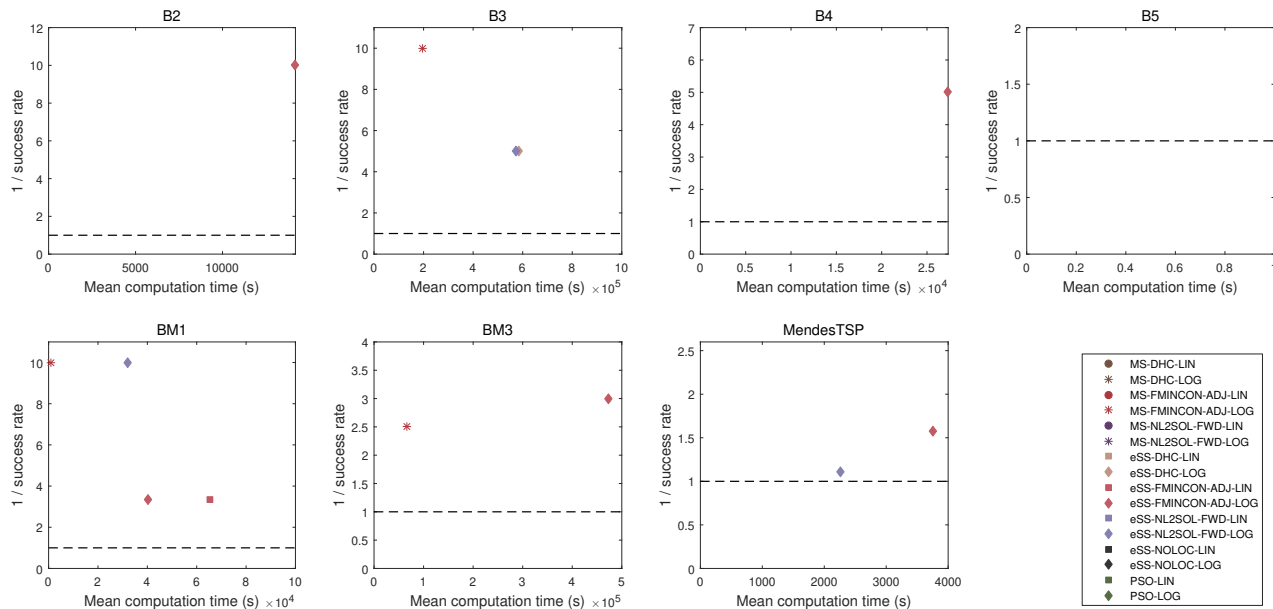 B2
12
10
8
6
4
2
0
1 / success rate
0 5000 10000
Mean computation time (s)
B3
10
8
6
4
2
0
1 / success rate
0 2 4 6 8 10
Mean computation time (s) ×10^5
B4
7
6
5
4
3
2
1
0
1 / success rate
0 0.5 1 1.5 2 2.5
Mean computation time (s) ×10^4
B5
2
1.5
1
0.5
0
1 / success rate
0 0.2 0.4 0.6 0.8 1
Mean computation time (s)
BM1
10
8
6
4
2
0
1 / success rate
0 2 4 6 8 10
Mean computation time (s) ×10^4
BM3
4
3.5
3
2.5
2
1.5
1
0.5
0
1 / success rate
0 1 2 3 4 5
Mean computation time (s) ×10^5
MendesTSP
2.5
2
1.5
1
0.5
0
1 / success rate
0 1000 2000 3000 4000
Mean computation time (s)
MS-DHC-LIN
MS-DHC-LOG
MS-FMINCON-ADJ-LIN
MS-FMINCON-ADJ-LOG
MS-NL2SOL-FWD-LIN
MS-NL2SOL-FWD-LOG
eSS-DHC-LIN
eSS-DHC-LOG
eSS-FMINCON-ADJ-LIN
eSS-FMINCON-ADJ-LOG
eSS-NL2SOL-FWD-LIN
eSS-NL2SOL-FWD-LOG
eSS-NOLOC-LIN
eSS-NOLOC-LOG
PSO-LIN
PSO-LOG